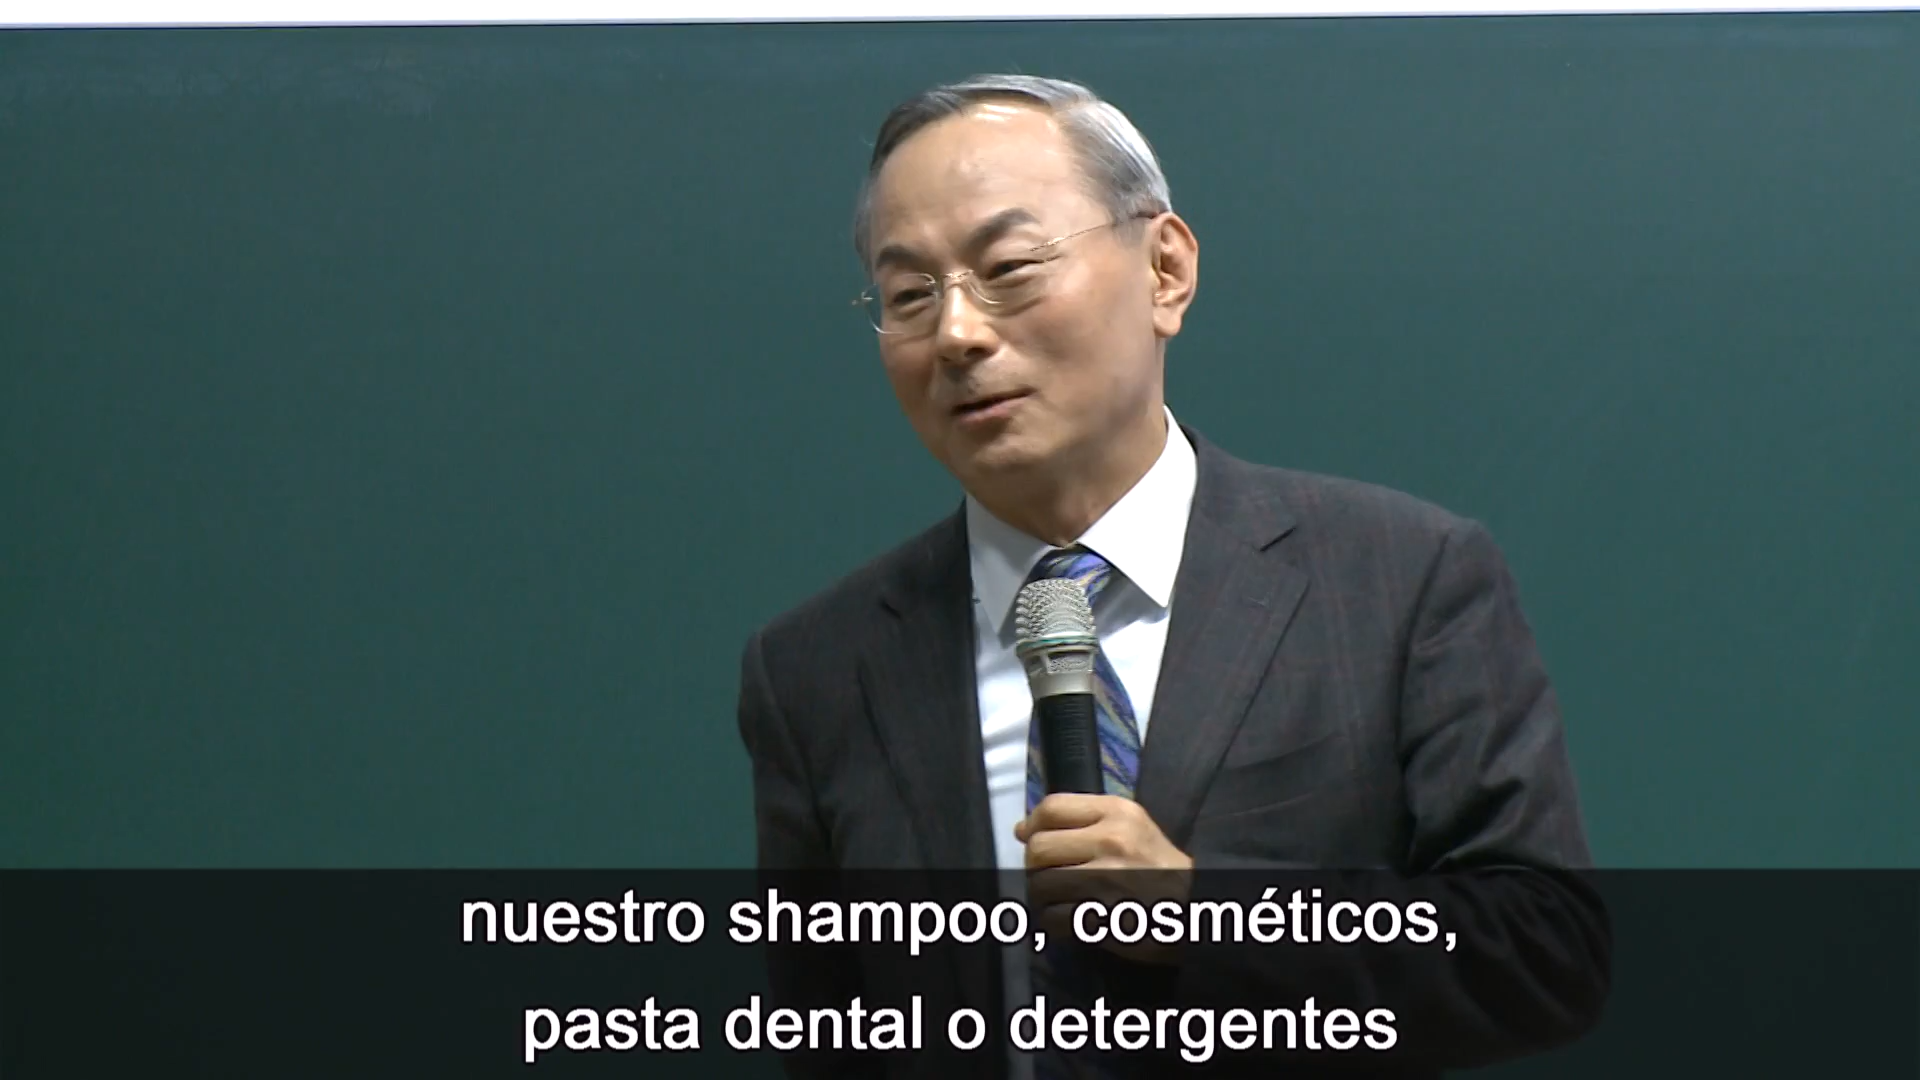 nuestro shampoo, cosméticos,
pasta dental o detergentes